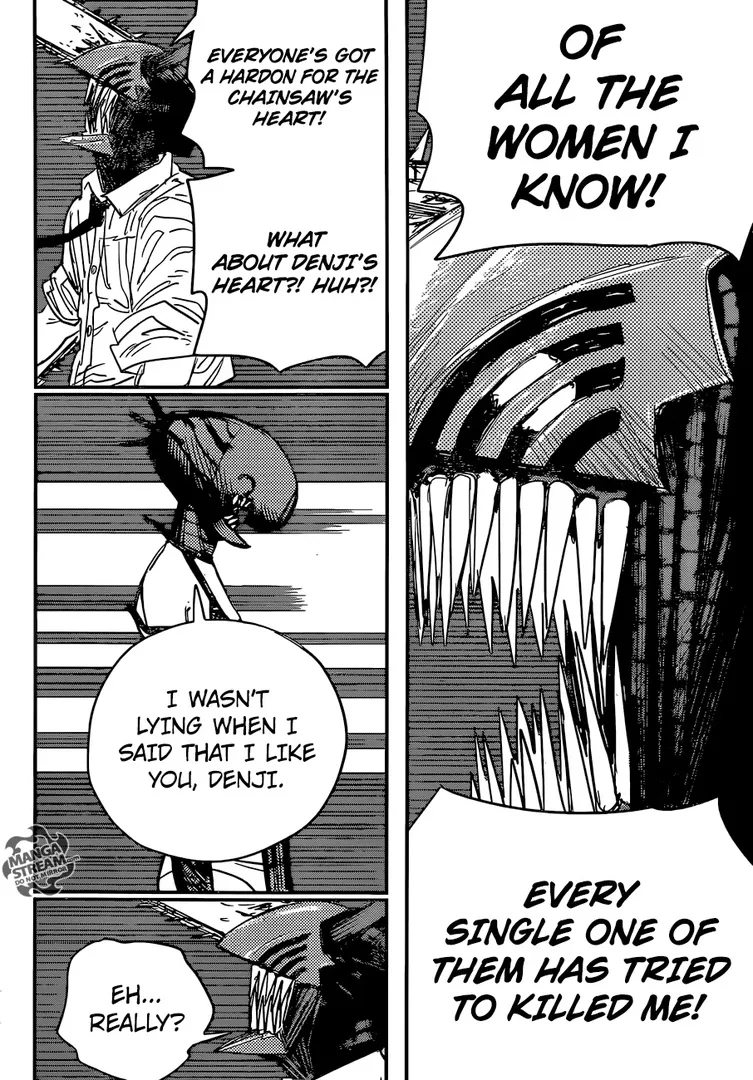 OF
ALL THE
WOMEN I
KNOW!
EVERY
SINGLE ONE OF
THEM HAS TRIED
TO KILLED ME!
EVERYONE'S GOT
A HARDON FOR THE
CHAINSAW'S
HEART!
WHAT
ABOUT DENJI'S
HEART?! HUH?!
I WASN'T
LYING WHEN I
SAID THAT I LIKE
YOU, DENJI.
EH...
REALLY?
MANGA
STREAM
DO NOT MIRROR